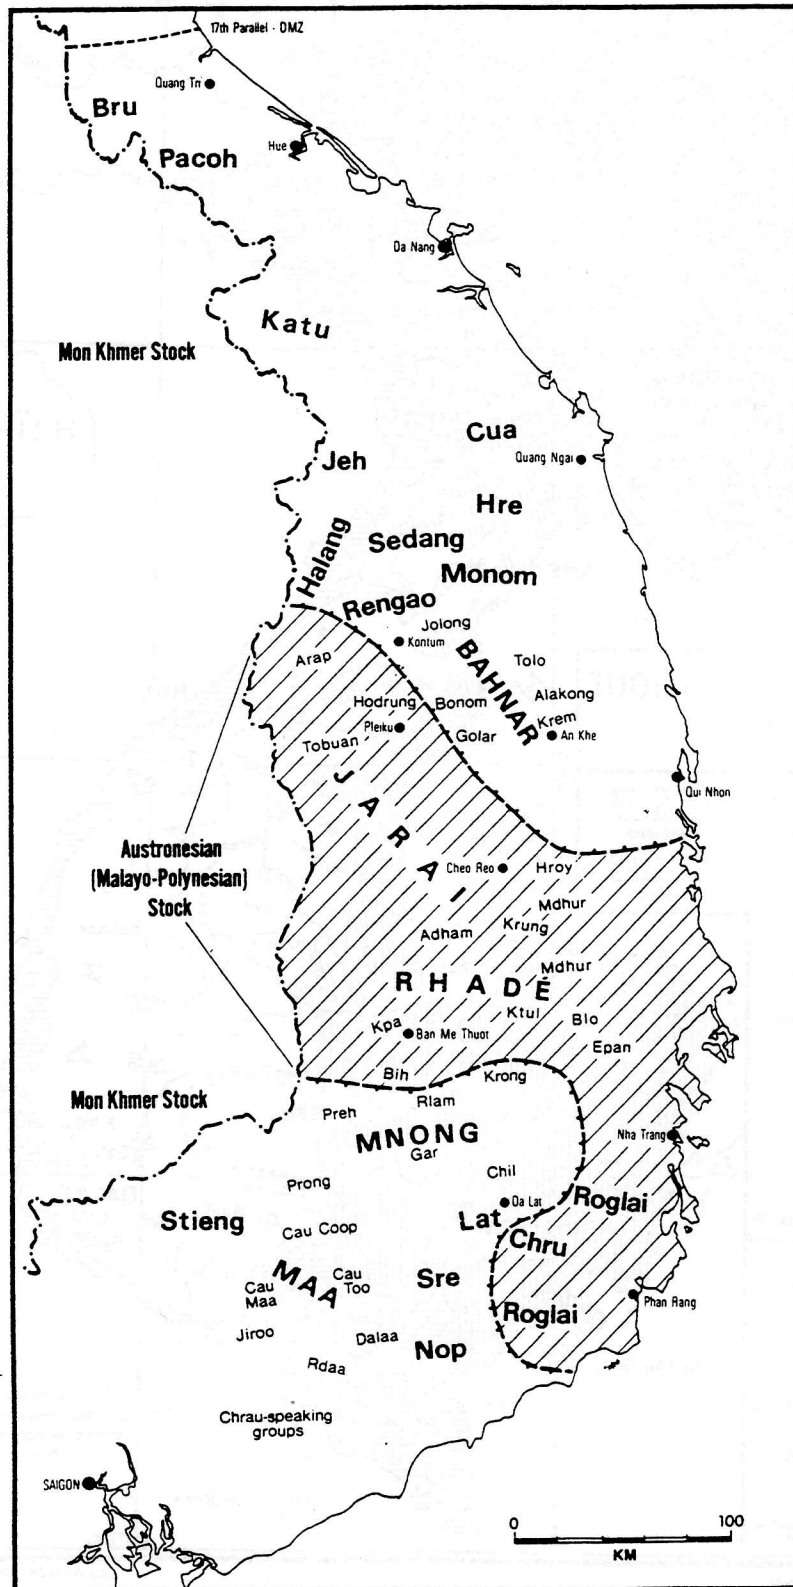 17th Parallel - DMZ
Quang Tri
Bru
Hue
Pacoh
Da Nang
Katu
Mon Khmer Stock
Cua
Quang Ngai
Jeh
Hre
Sedang
Halang
Monom
Rengao
Jolong
Kontum
BAHNAR
Tolo
Arap
Alakong
Hodrung
Bonom
Krem
Pleiku
Golar
An Khe
Tobuan
JARAI
Qui Nhon
Austronesian
(Malayo-Polynesian)
Stock
Cheo Reo
Hroy
Mdhur
Krung
Adham
Mdhur
RHADÉ
Ktul
Blo
Kpa
Ban Me Thuot
Epan
Bih
Krong
Mon Khmer Stock
Rlam
Preh
MNONG
Gar
Nha Trang
Chil
Prong
Da Lat
Roglai
Stieng
Lat
Cau Coop
Chru
MAA
Cau
Too
Sre
Cau
Maa
Phan Rang
Roglai
Jiroo
Dalaa
Nop
Rdaa
Chrau-speaking
groups
SAIGON
0 100
KM